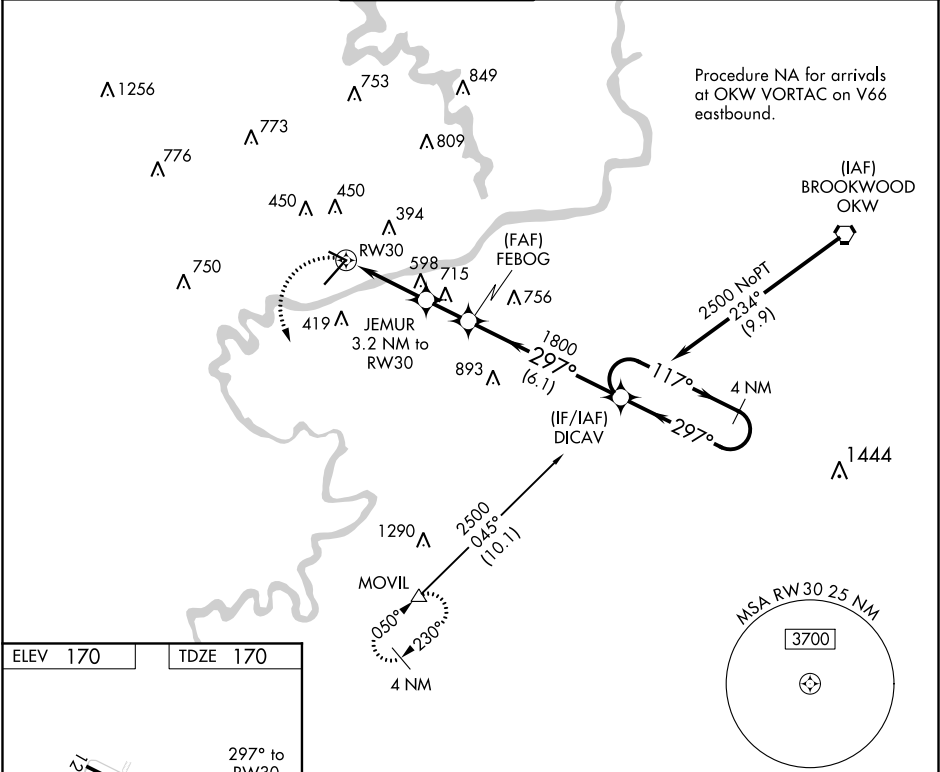 1256
753
849
773
809
776
450
450
394
750
RW30
598
715
419
JEMUR
3.2 NM to
RW30
(FAF)
FEBOG
756
893
1800
297°
(6.1)
Procedure NA for arrivals
at OKW VORTAC on V66
eastbound.
(IAF)
BROOKWOOD
OKW
2500 NoPT
234°
(9.9)
117°
4 NM
297°
(IF/IAF)
DICAV
1444
1290
2500
045°
(10.1)
MOVIL
050°
230°
4 NM
MSA RW30 25 NM
3700
ELEV 170
TDZE 170
12
297° to
RW30